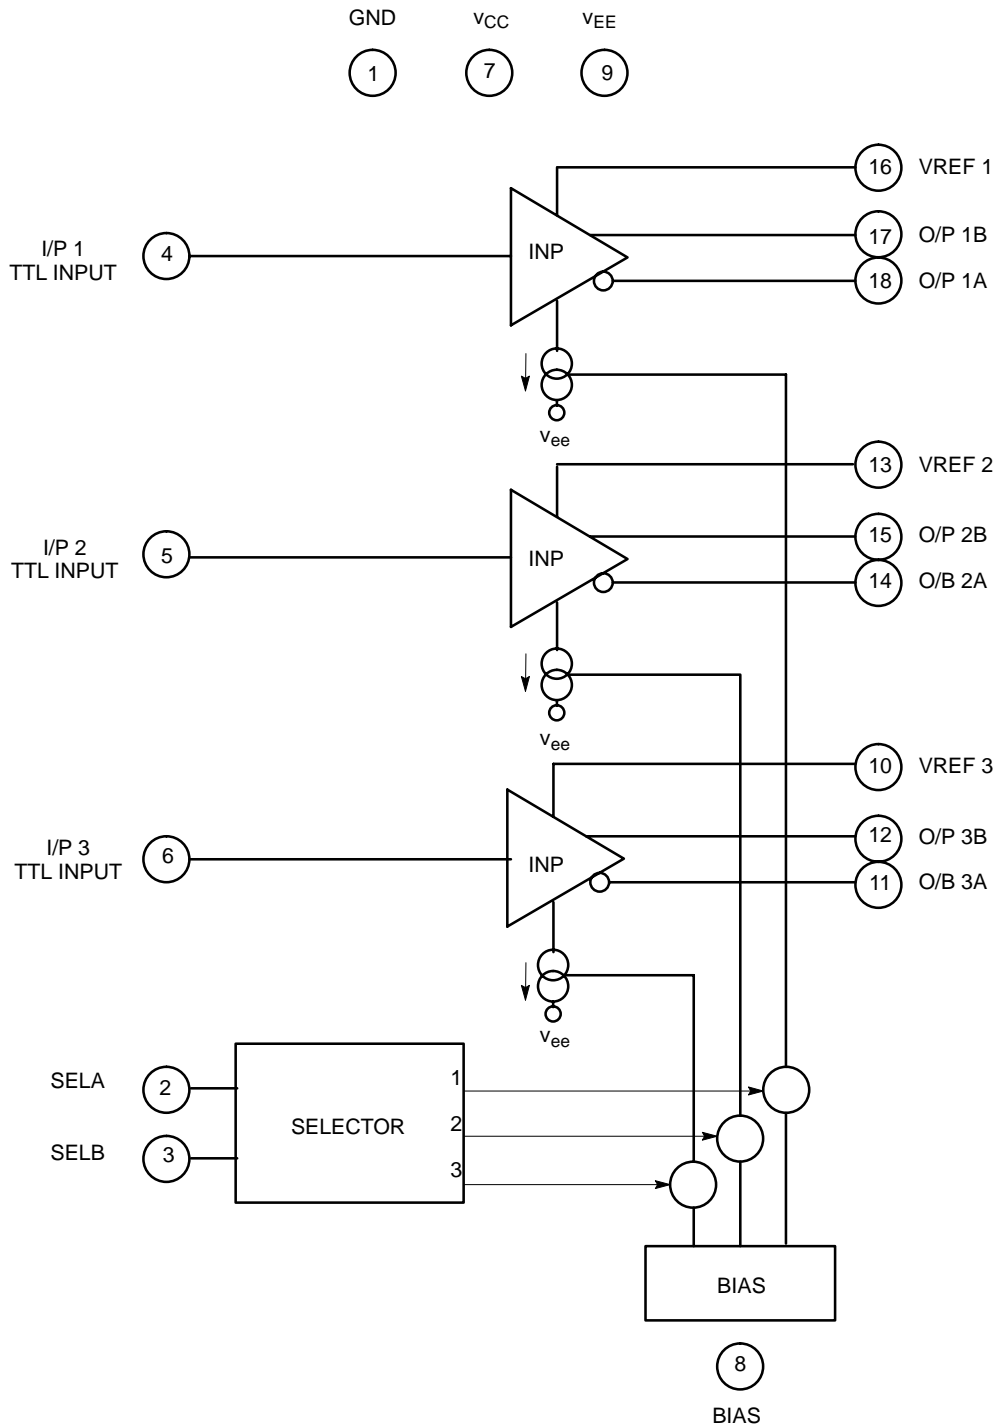 GND
vCC
vEE
1
7
9
16
VREF 1
I/P 1
TTL INPUT
4
INP
17
O/P 1B
18
O/P 1A
vee
13
VREF 2
I/P 2
TTL INPUT
5
INP
15
O/P 2B
14
O/B 2A
vee
10
VREF 3
I/P 3
TTL INPUT
6
INP
12
O/P 3B
11
O/B 3A
vee
SELA
2
SELB
3
SELECTOR
1
2
3
BIAS
8
BIAS